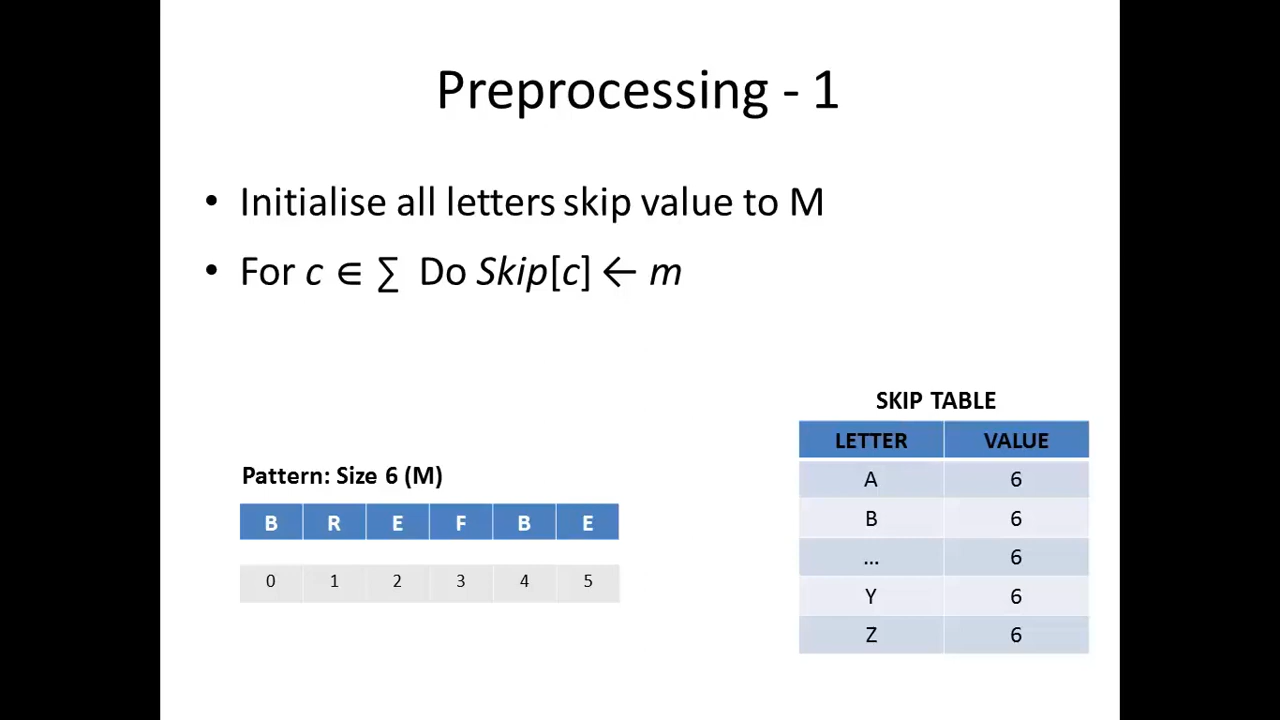 Preprocessing - 1
• Initialise all letters skip value to M
• For c ∈ ∑ Do Skip[c] ← m
SKIP TABLE
LETTER VALUE
A 6
B 6
... 6
Y 6
Z 6
Pattern: Size 6 (M)
B R E F B E
0 1 2 3 4 5